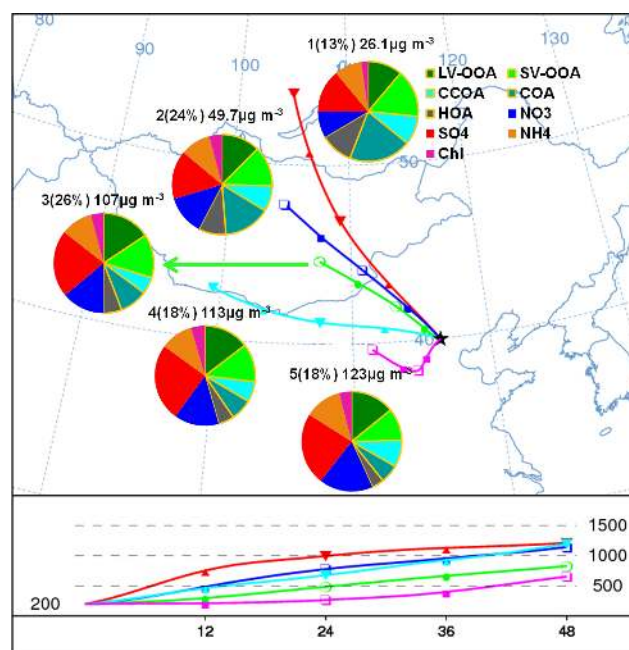 80
90
100
110
120
130
50
40
1(13%) 26.1µg m-3
LV-OOA SV-OOA
CCOA COA
HOA NO3
SO4 NH4
Chl
2(24%) 49.7µg m-3
3(26%) 107µg m-3
4(18%) 113µg m-3
5(18%) 123µg m-3
1500
1000
500
200
12 24 36 48